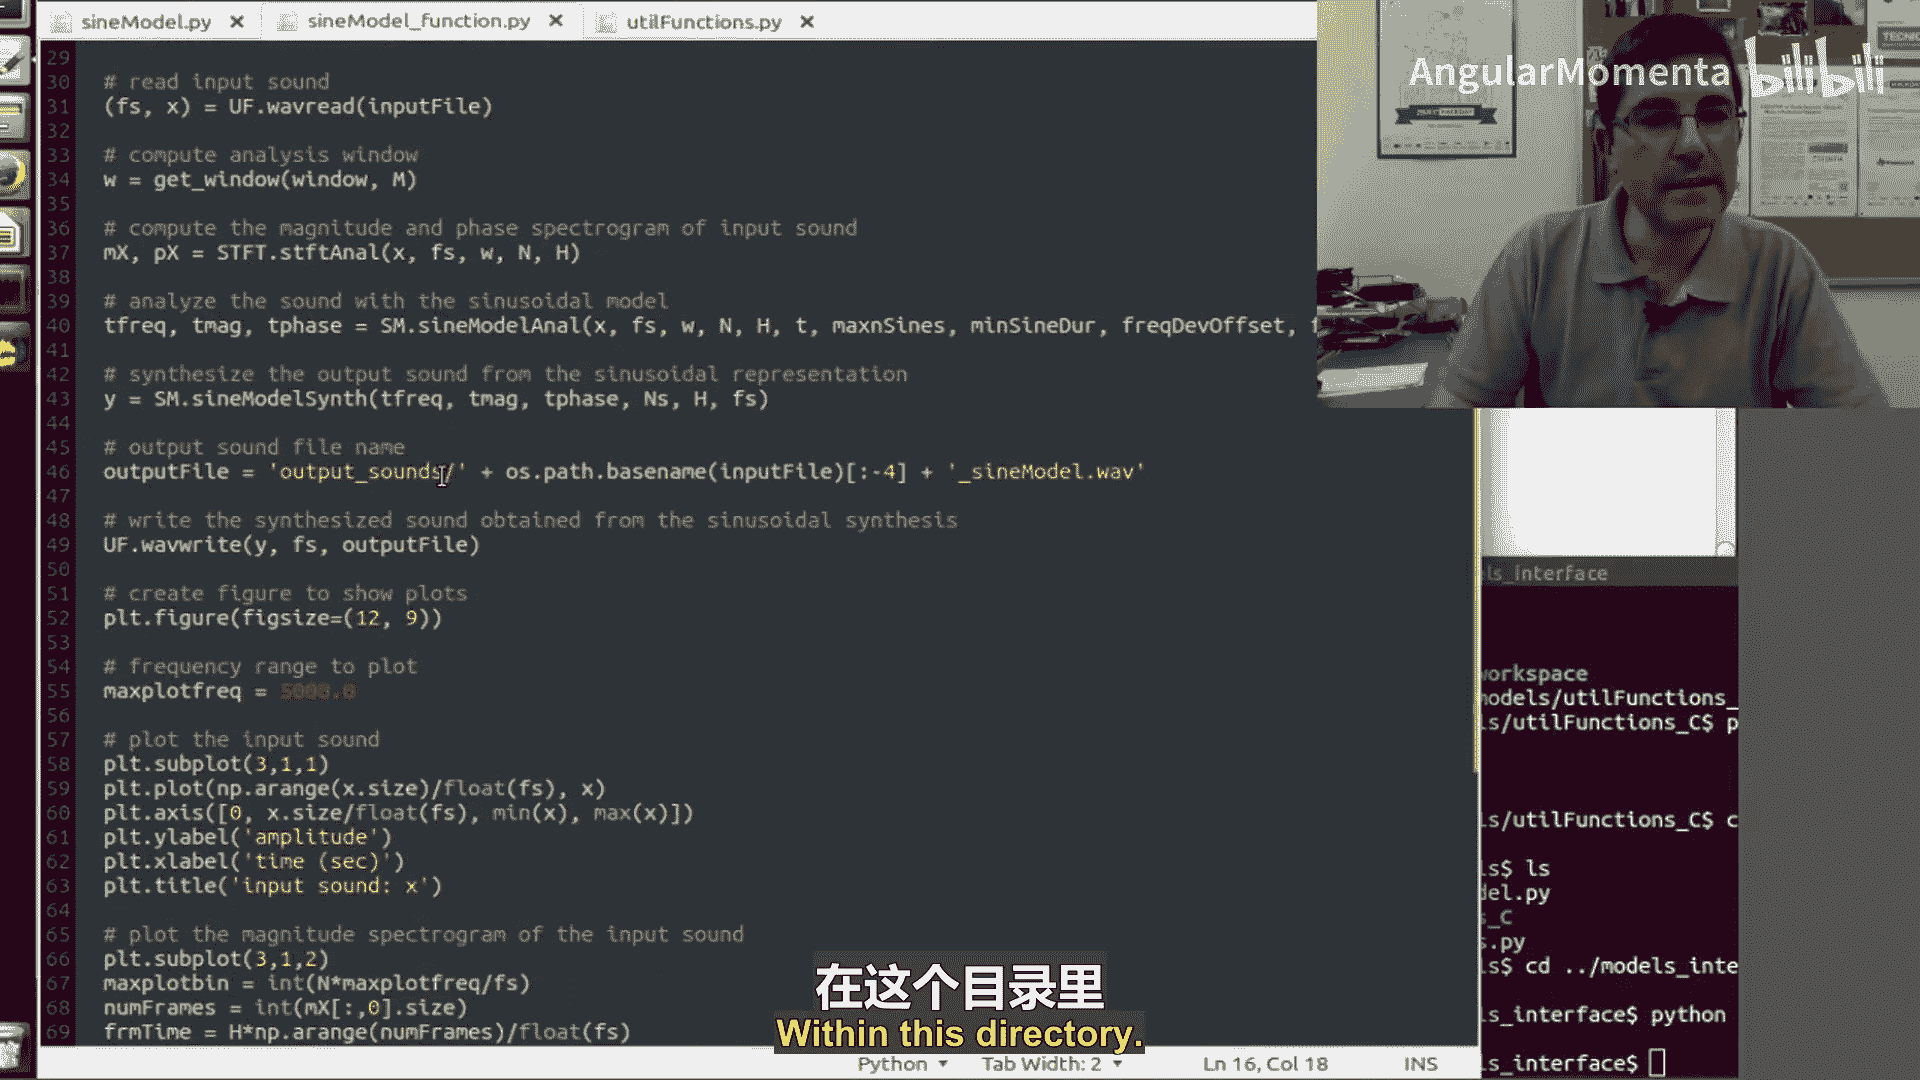 sineModel.py
sineModel_function.py
utilFunctions.py
AngularMomenta bilibili
29
30 # read input sound
31 (fs, x) = UF.wavread(inputFile)
32
33 # compute analysis window
34 w = get_window(window, M)
35
36 # compute the magnitude and phase spectrogram of input sound
37 mX, pX = STFT.stftAnal(x, fs, w, N, H)
38
39 # analyze the sound with the sinusoidal model
40 tfreq, tmag, tphase = SM.sineModelAnal(x, fs, w, N, H, t, maxnSines, minSineDur, freqDevOffset,
41
42 # synthesize the output sound from the sinusoidal representation
43 y = SM.sineModelSynth(tfreq, tmag, tphase, Ns, H, fs)
44
45 # output sound file name
46 outputFile = 'output_sounds/' + os.path.basename(inputFile)[:-4] + '_sineModel.wav'
47
48 # write the synthesized sound obtained from the sinusoidal synthesis
49 UF.wavwrite(y, fs, outputFile)
50
51 # create figure to show plots
52 plt.figure(figsize=(12, 9))
53
54 # frequency range to plot
55 maxplotfreq = 5000.0
56
57 # plot the input sound
58 plt.subplot(3,1,1)
59 plt.plot(np.arange(x.size)/float(fs), x)
60 plt.axis([0, x.size/float(fs), min(x), max(x)])
61 plt.ylabel('amplitude')
62 plt.xlabel('time (sec)')
63 plt.title('input sound: x')
64
65 # plot the magnitude spectrogram of the input sound
66 plt.subplot(3,1,2)
67 maxplotbin = int(N*maxplotfreq/fs)
68 numFrames = int(mX[:,0].size)
69 frmTime = H*np.arange(numFrames)/float(fs)
ls_interface
workspace
models/utilFunctions_
ls/utilFunctions_C$ p
ls/utilFunctions_C$ c
ls$ ls
del.py
s_C
s.py
ls$ cd ../models_inte
ls_interface$ python
ls_interface$
在这个目录里
Within this directory.
Python
Tab Width: 2
Ln 16, Col 18
INS